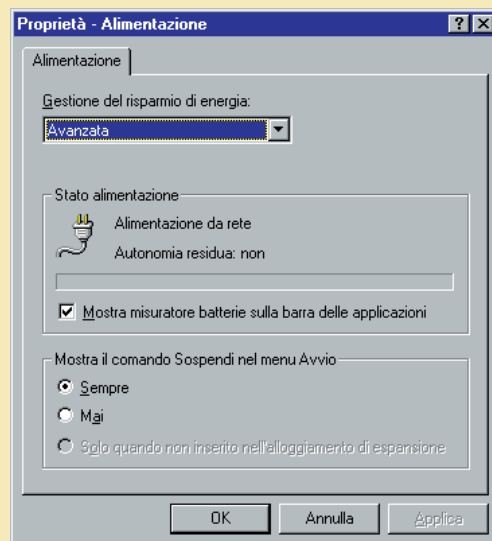 Proprietà - Alimentazione
Alimentazione
Gestione del risparmio di energia:
Avanzata
Stato alimentazione
Alimentazione da rete
Autonomia residua: non
Mostra misuratore batterie sulla barra delle applicazioni
Mostra il comando Sospendi nel menu Avvio
Sempre
Mai
Solo quando non inserito nell'alloggiamento di espansione
OK
Annulla
Applica